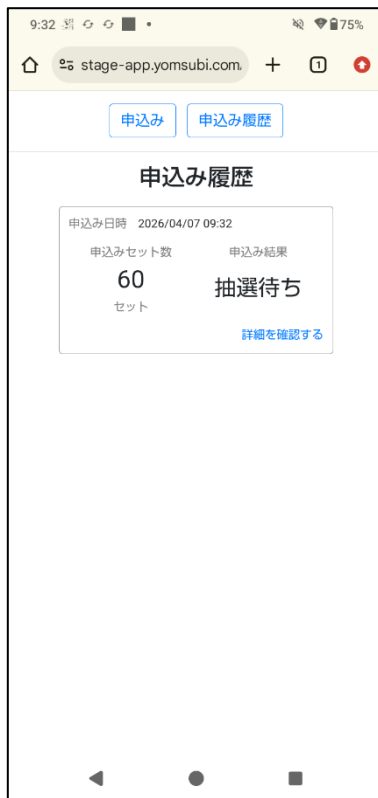 9:32
75%
stage-app.yomsubi.com
1
申込み 申込み履歴
申込み履歴
申込み日時 2026/04/07 09:32
申込みセット数 申込み結果
60 抽選待ち
セット
詳細を確認する